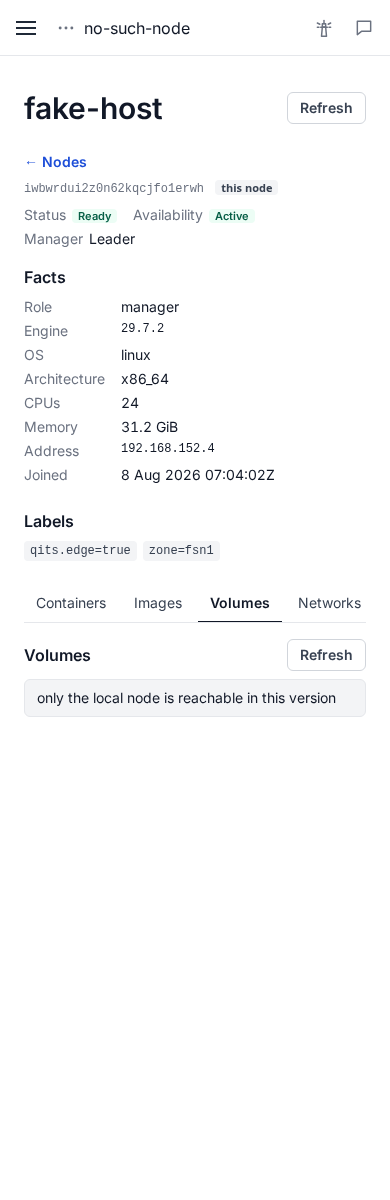 no-such-node
fake-host
Refresh
← Nodes
iwbwrdui2z0n62kqcjfo1erwh this node
Status Ready Availability Active
Manager Leader
Facts
Role manager
Engine 29.7.2
OS linux
Architecture x86_64
CPUs 24
Memory 31.2 GiB
Address 192.168.152.4
Joined 8 Aug 2026 07:04:02Z
Labels
qits.edge=true zone=fsn1
Containers Images Volumes Networks
Volumes
Refresh
only the local node is reachable in this version